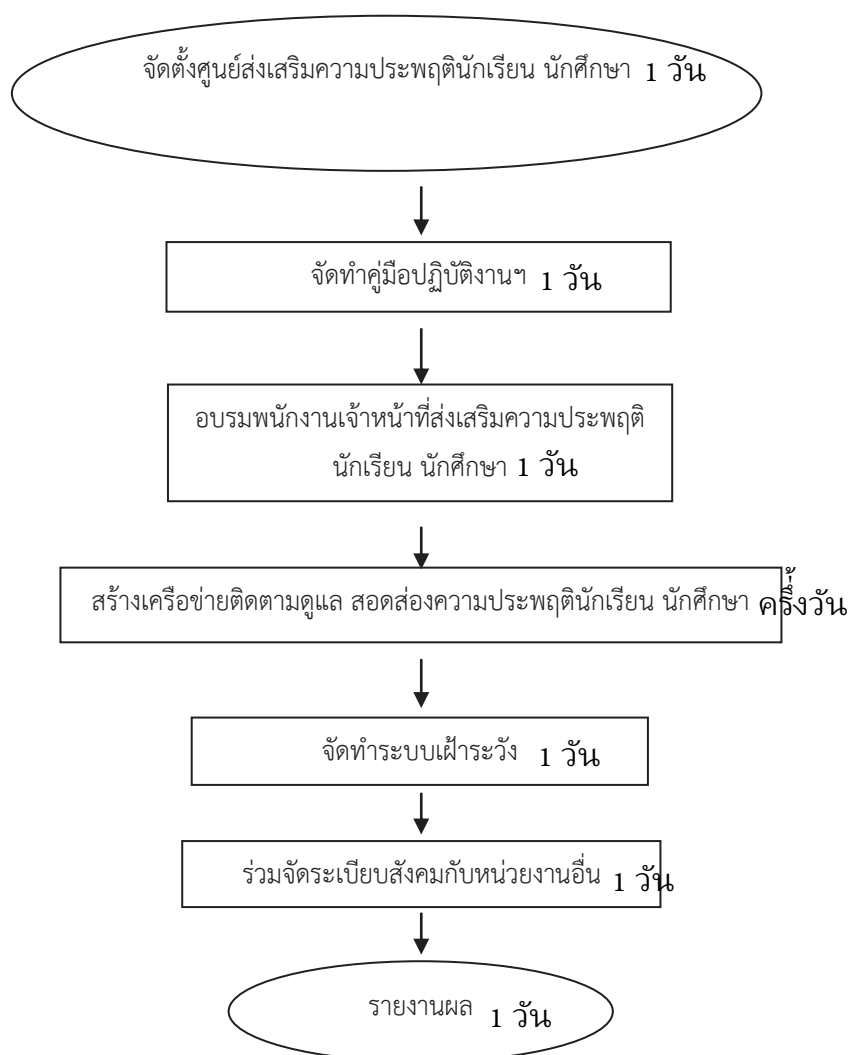 จัดตั้งศูนย์ส่งเสริมความประพฤตินักเรียน นักศึกษา 1 วัน
จัดทำคู่มือปฏิบัติงานฯ 1 วัน
อบรมพนักงานเจ้าหน้าที่ส่งเสริมความประพฤติ
นักเรียน นักศึกษา 1 วัน
สร้างเครือข่ายติดตามดูแล สอดส่องความประพฤตินักเรียน นักศึกษา ครึ่งวัน
จัดทำระบบเฝ้าระวัง 1 วัน
ร่วมจัดระเบียบสังคมกับหน่วยงานอื่น 1 วัน
รายงานผล 1 วัน